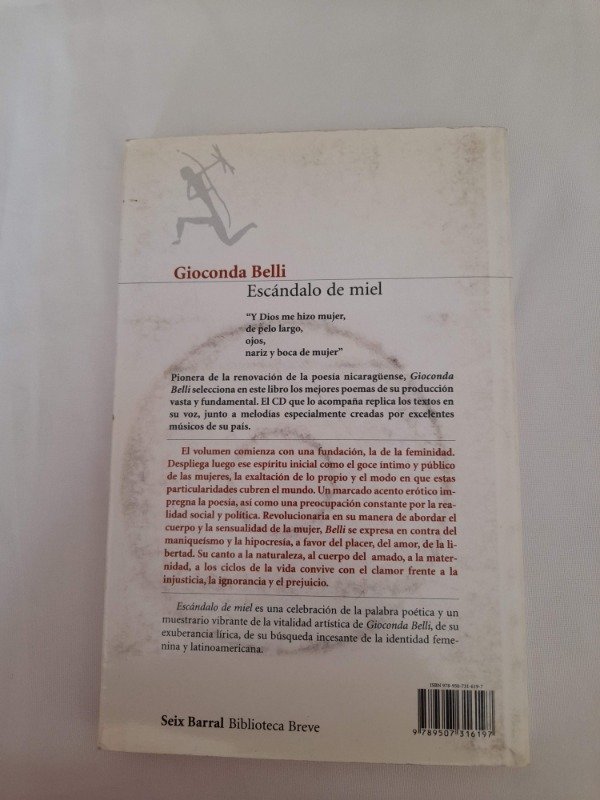 Gioconda Belli
Escándalo de miel
“Y Dios me hizo mujer,
de pelo largo,
ojos,
nariz y boca de mujer”
Pionera de la renovación de la poesía nicaragüense, Gioconda
Belli selecciona en este libro los mejores poemas de su producción
vasta y fundamental. El CD que lo acompaña replica los textos en
su voz, junto a melodías especialmente creadas por excelentes
músicos de su país.
El volumen comienza con una fundación, la de la feminidad.
Despliega luego ese espíritu inicial como el goce íntimo y público
de las mujeres, la exaltación de lo propio y el modo en que estas
particularidades cubren el mundo. Un marcado acento erótico im-
pregna la poesía, así como una preocupación constante por la rea-
lidad social y política. Revolucionaria en su manera de abordar el
cuerpo y la sensualidad de la mujer, Belli se expresa en contra del
maniqueísmo y la hipocresía, a favor del placer, del amor, de la li-
bertad. Su canto a la naturaleza, al cuerpo del amado, a la mater-
nidad, a los ciclos de la vida convive con el clamor frente a la
injusticia, la ignorancia y el prejuicio.
Escándalo de miel es una celebración de la palabra poética y un
muestrario vibrante de la vitalidad artística de Gioconda Belli, de su
exuberancia lírica, de su búsqueda incesante de la identidad feme-
nina y latinoamericana.
ISBN 978-950-731-619-7
Seix Barral Biblioteca Breve
9 789507 316197